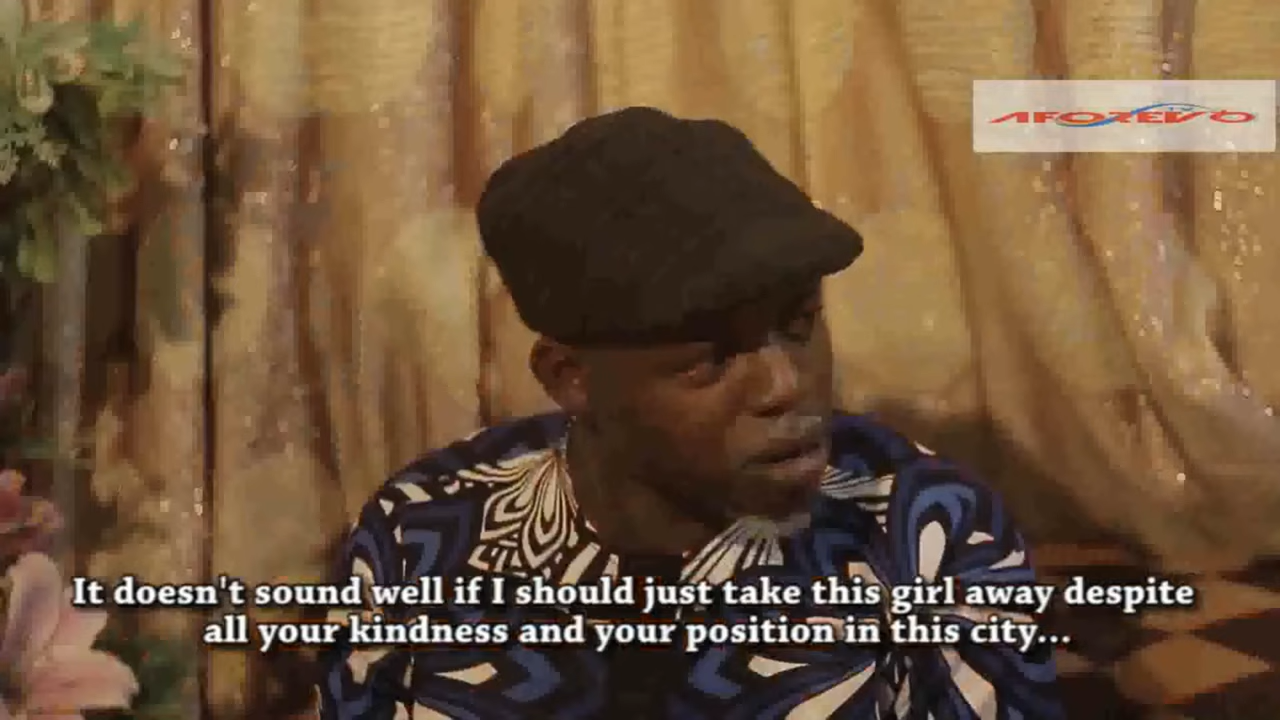 AFOREVO
TV
It doesn't sound well if I should just take this girl away despite
all your kindness and your position in this city...